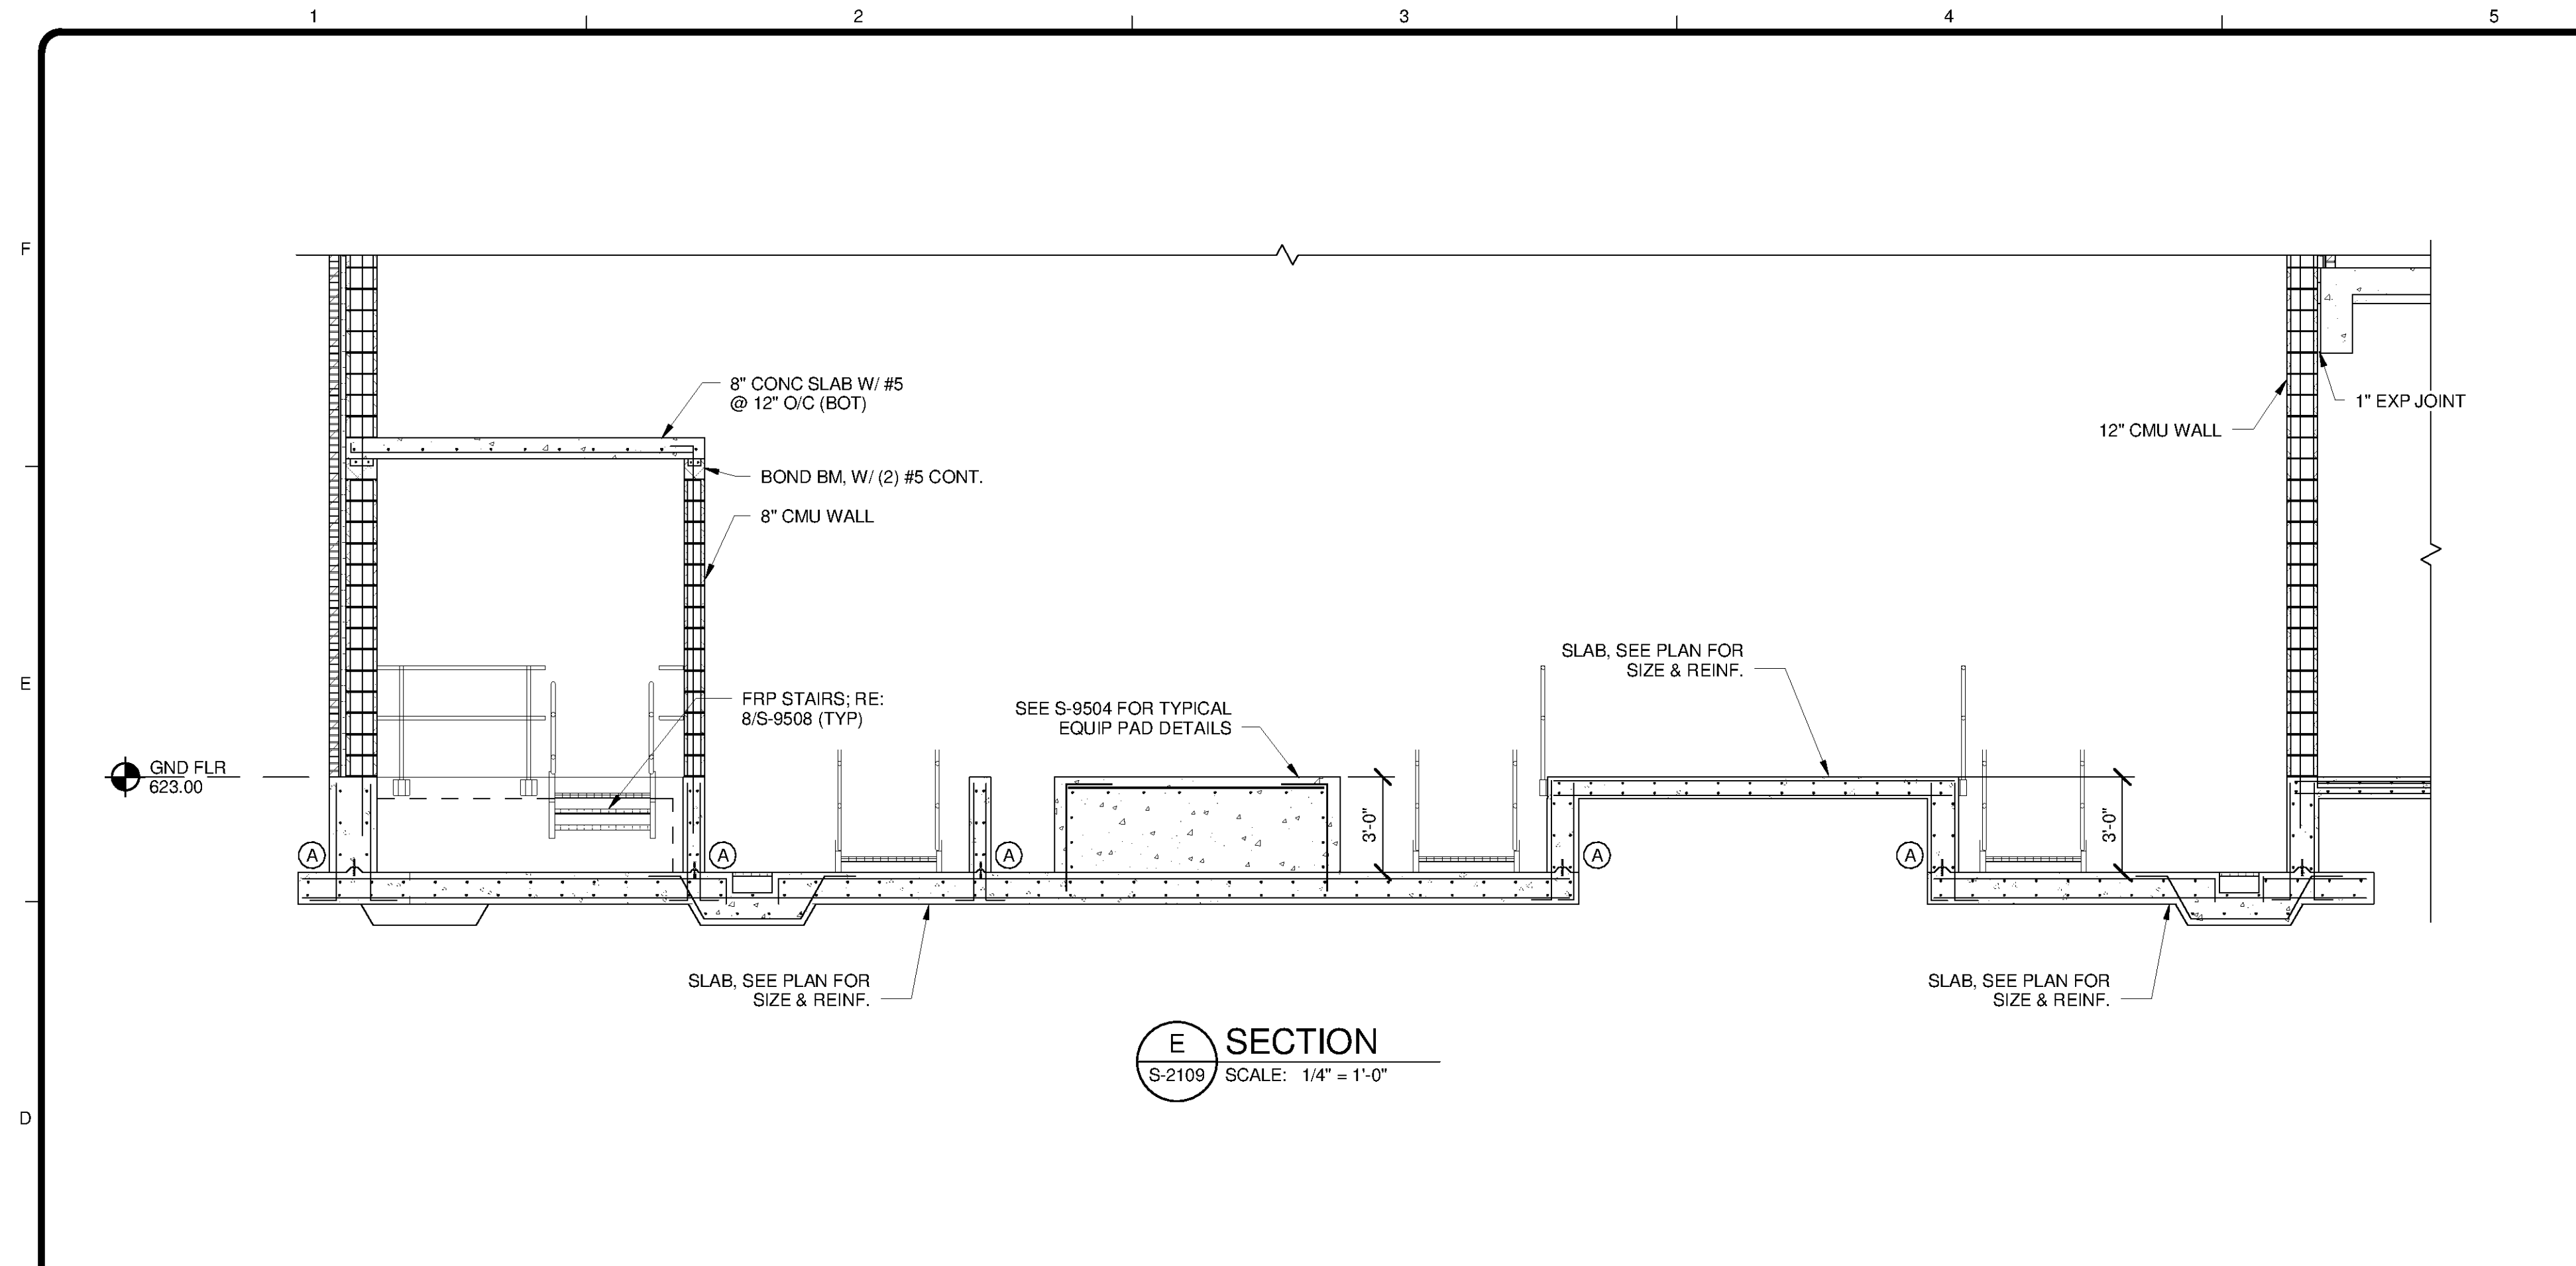 1 2 3 4 5
F
E
D
8" CONC SLAB W/ #5
@ 12" O/C (BOT)
BOND BM, W/ (2) #5 CONT.
8" CMU WALL
1" EXP JOINT
12" CMU WALL
FRP STAIRS; RE:
8/S-9508 (TYP)
SEE S-9504 FOR TYPICAL
EQUIP PAD DETAILS
SLAB, SEE PLAN FOR
SIZE & REINF.
GND FLR
623.00
3'-0"
3'-0"
A A A A A
SLAB, SEE PLAN FOR
SIZE & REINF.
SLAB, SEE PLAN FOR
SIZE & REINF.
E SECTION
S-2109 SCALE: 1/4" = 1'-0"